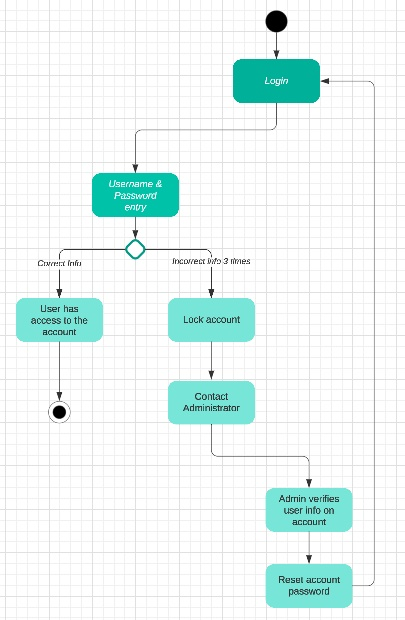 Login
Username &
Password
entry
Correct Info
Incorrect info 3 times
User has
access to the
account
Lock account
Contact
Administrator
Admin verifies
user info on
account
Reset account
password